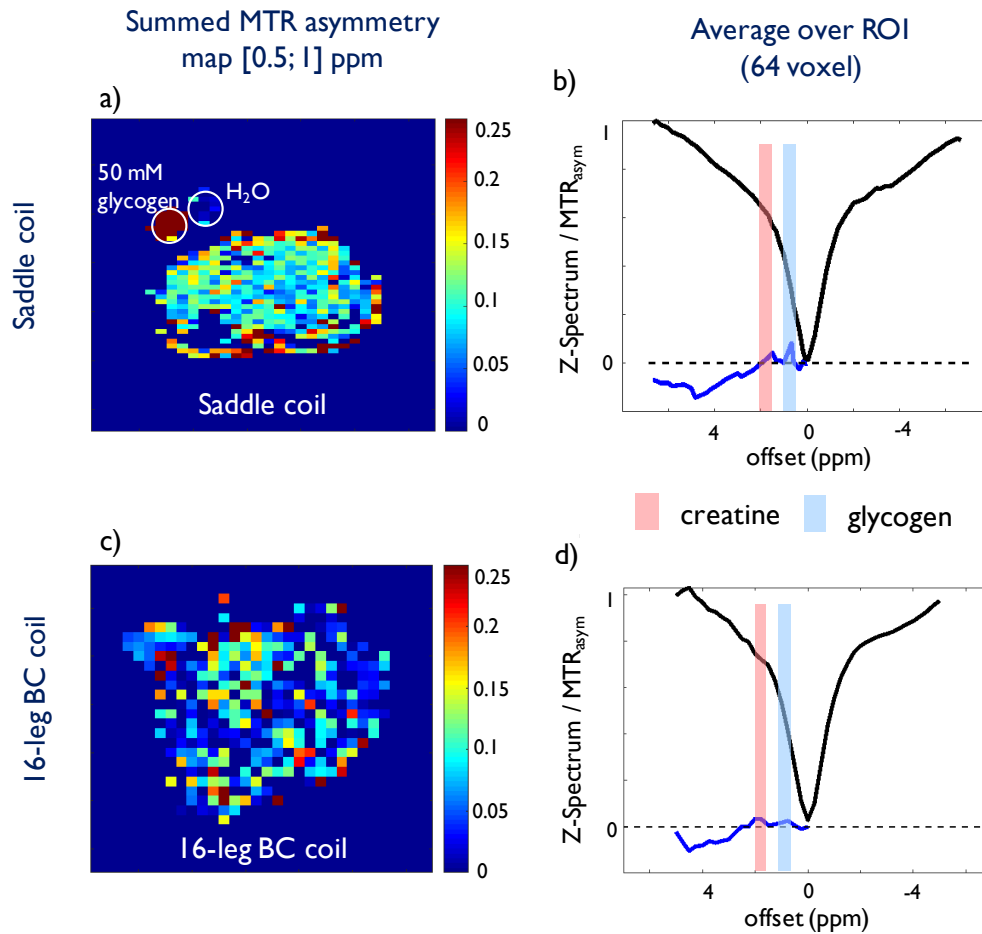 Summed MTR asymmetry
map [0.5; 1] ppm
Average over ROI
(64 voxel)
Saddle coil
a)
50 mM
glycogen
H₂O
Saddle coil
0.25
0.2
0.15
0.1
0.05
0
b)
Z-Spectrum / MTRasym
1
0
4
0
-4
offset (ppm)
creatine
glycogen
16-leg BC coil
c)
16-leg BC coil
0.25
0.2
0.15
0.1
0.05
0
d)
Z-Spectrum / MTRasym
1
0
4
0
-4
offset (ppm)